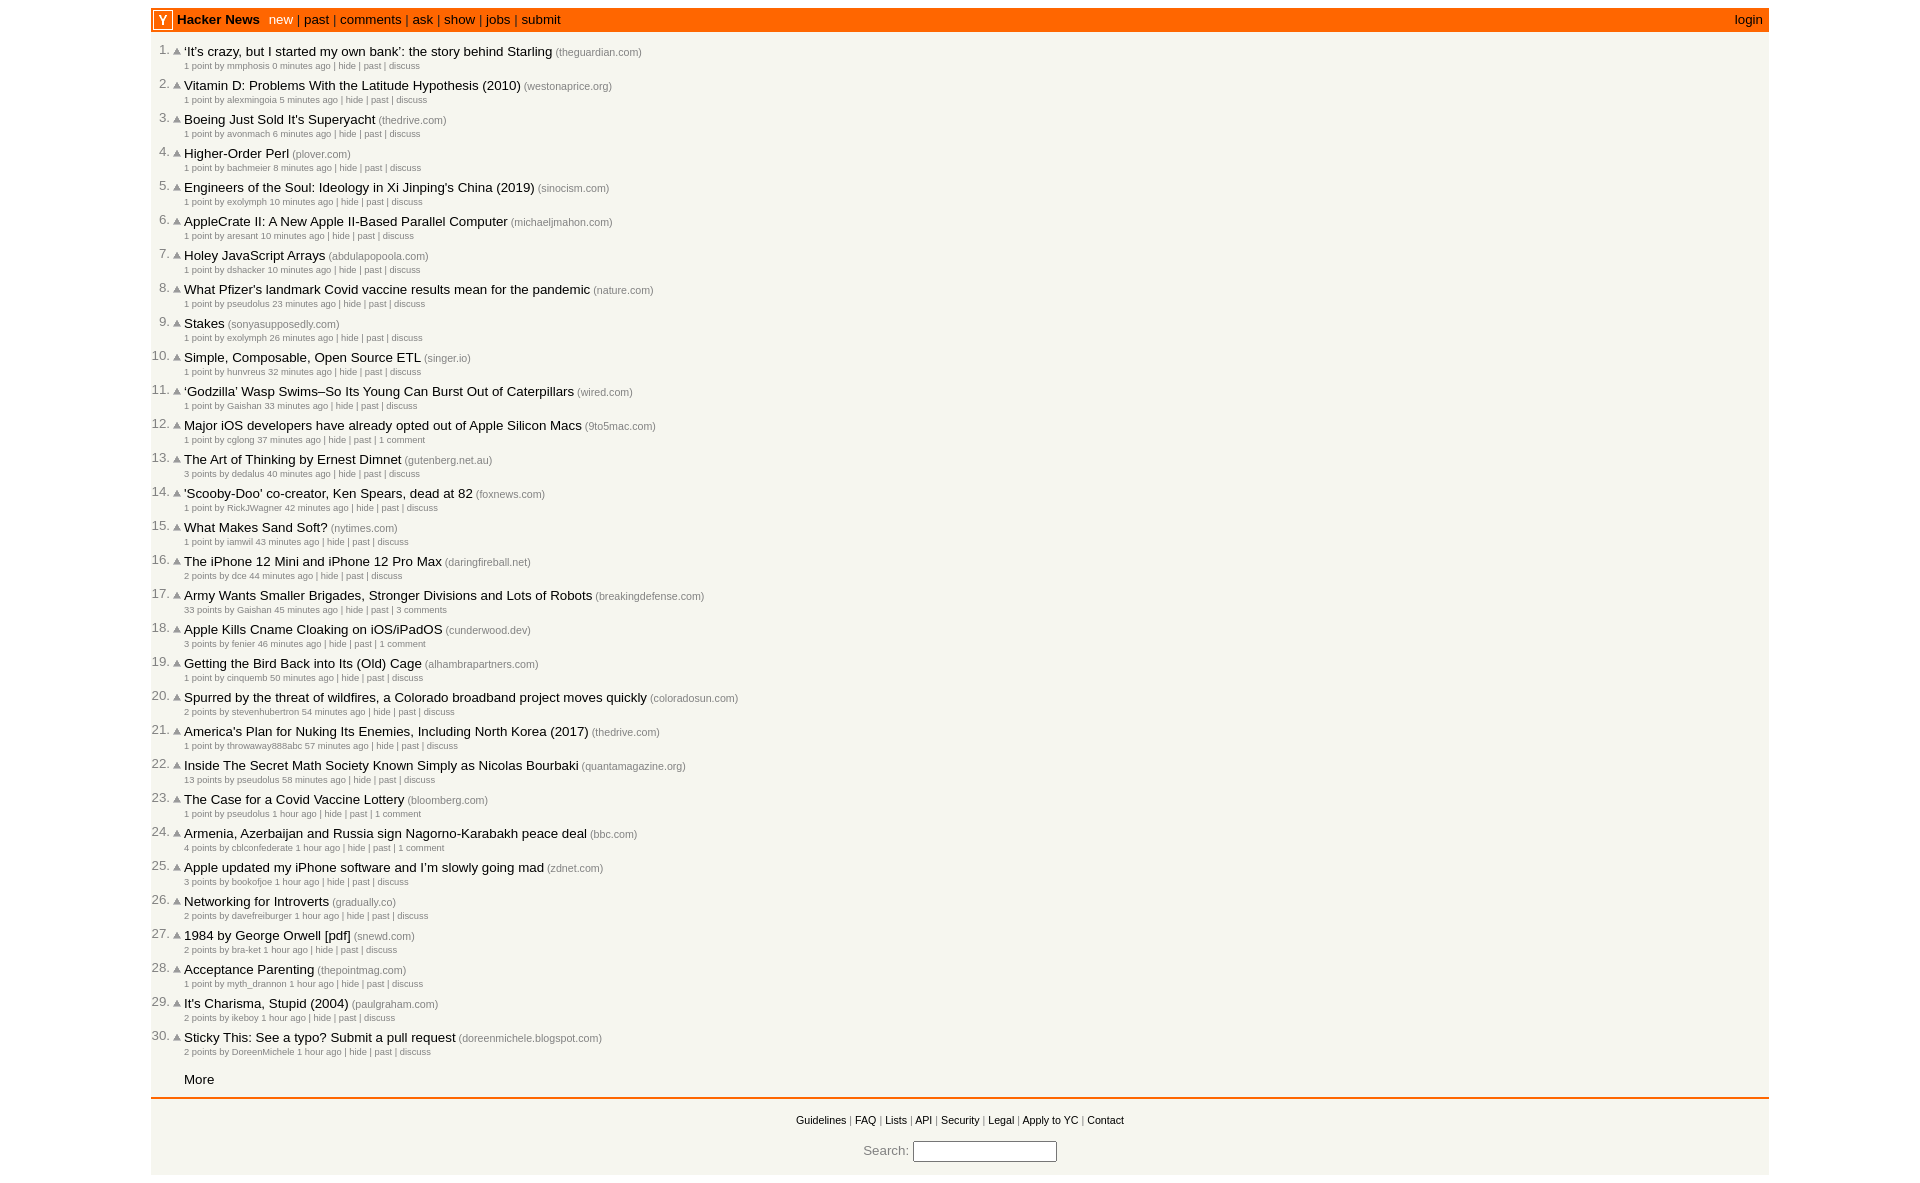 Y Hacker News new | past | comments | ask | show | jobs | submit login
1. ‘It’s crazy, but I started my own bank’: the story behind Starling (theguardian.com)
1 point by mmphosis 0 minutes ago | hide | past | discuss
2. Vitamin D: Problems With the Latitude Hypothesis (2010) (westonaprice.org)
1 point by alexmingoia 5 minutes ago | hide | past | discuss
3. Boeing Just Sold It's Superyacht (thedrive.com)
1 point by avonmach 6 minutes ago | hide | past | discuss
4. Higher-Order Perl (plover.com)
1 point by bachmeier 8 minutes ago | hide | past | discuss
5. Engineers of the Soul: Ideology in Xi Jinping's China (2019) (sinocism.com)
1 point by exolymph 10 minutes ago | hide | past | discuss
6. AppleCrate II: A New Apple II-Based Parallel Computer (michaeljmahon.com)
1 point by aresant 10 minutes ago | hide | past | discuss
7. Holey JavaScript Arrays (abdulapopoola.com)
1 point by dshacker 10 minutes ago | hide | past | discuss
8. What Pfizer's landmark Covid vaccine results mean for the pandemic (nature.com)
1 point by pseudolus 23 minutes ago | hide | past | discuss
9. Stakes (sonyasupposedly.com)
1 point by exolymph 26 minutes ago | hide | past | discuss
10. Simple, Composable, Open Source ETL (singer.io)
1 point by hunvreus 32 minutes ago | hide | past | discuss
11. ‘Godzilla’ Wasp Swims–So Its Young Can Burst Out of Caterpillars (wired.com)
1 point by Gaishan 33 minutes ago | hide | past | discuss
12. Major iOS developers have already opted out of Apple Silicon Macs (9to5mac.com)
1 point by cglong 37 minutes ago | hide | past | 1 comment
13. The Art of Thinking by Ernest Dimnet (gutenberg.net.au)
3 points by dedalus 40 minutes ago | hide | past | discuss
14. 'Scooby-Doo' co-creator, Ken Spears, dead at 82 (foxnews.com)
1 point by RickJWagner 42 minutes ago | hide | past | discuss
15. What Makes Sand Soft? (nytimes.com)
1 point by iamwil 43 minutes ago | hide | past | discuss
16. The iPhone 12 Mini and iPhone 12 Pro Max (daringfireball.net)
2 points by dce 44 minutes ago | hide | past | discuss
17. Army Wants Smaller Brigades, Stronger Divisions and Lots of Robots (breakingdefense.com)
33 points by Gaishan 45 minutes ago | hide | past | 3 comments
18. Apple Kills Cname Cloaking on iOS/iPadOS (cunderwood.dev)
3 points by fenier 46 minutes ago | hide | past | 1 comment
19. Getting the Bird Back into Its (Old) Cage (alhambrapartners.com)
1 point by cinquemb 50 minutes ago | hide | past | discuss
20. Spurred by the threat of wildfires, a Colorado broadband project moves quickly (coloradosun.com)
2 points by stevenhubertron 54 minutes ago | hide | past | discuss
21. America's Plan for Nuking Its Enemies, Including North Korea (2017) (thedrive.com)
1 point by throwaway888abc 57 minutes ago | hide | past | discuss
22. Inside The Secret Math Society Known Simply as Nicolas Bourbaki (quantamagazine.org)
13 points by pseudolus 58 minutes ago | hide | past | discuss
23. The Case for a Covid Vaccine Lottery (bloomberg.com)
1 point by pseudolus 1 hour ago | hide | past | 1 comment
24. Armenia, Azerbaijan and Russia sign Nagorno-Karabakh peace deal (bbc.com)
4 points by cblconfederate 1 hour ago | hide | past | 1 comment
25. Apple updated my iPhone software and I’m slowly going mad (zdnet.com)
3 points by bookofjoe 1 hour ago | hide | past | discuss
26. Networking for Introverts (gradually.co)
2 points by davefreiburger 1 hour ago | hide | past | discuss
27. 1984 by George Orwell [pdf] (snewd.com)
2 points by bra-ket 1 hour ago | hide | past | discuss
28. Acceptance Parenting (thepointmag.com)
1 point by myth_drannon 1 hour ago | hide | past | discuss
29. It's Charisma, Stupid (2004) (paulgraham.com)
2 points by ikeboy 1 hour ago | hide | past | discuss
30. Sticky This: See a typo? Submit a pull request (doreenmichele.blogspot.com)
2 points by DoreenMichele 1 hour ago | hide | past | discuss
More
Guidelines | FAQ | Lists | API | Security | Legal | Apply to YC | Contact
Search: